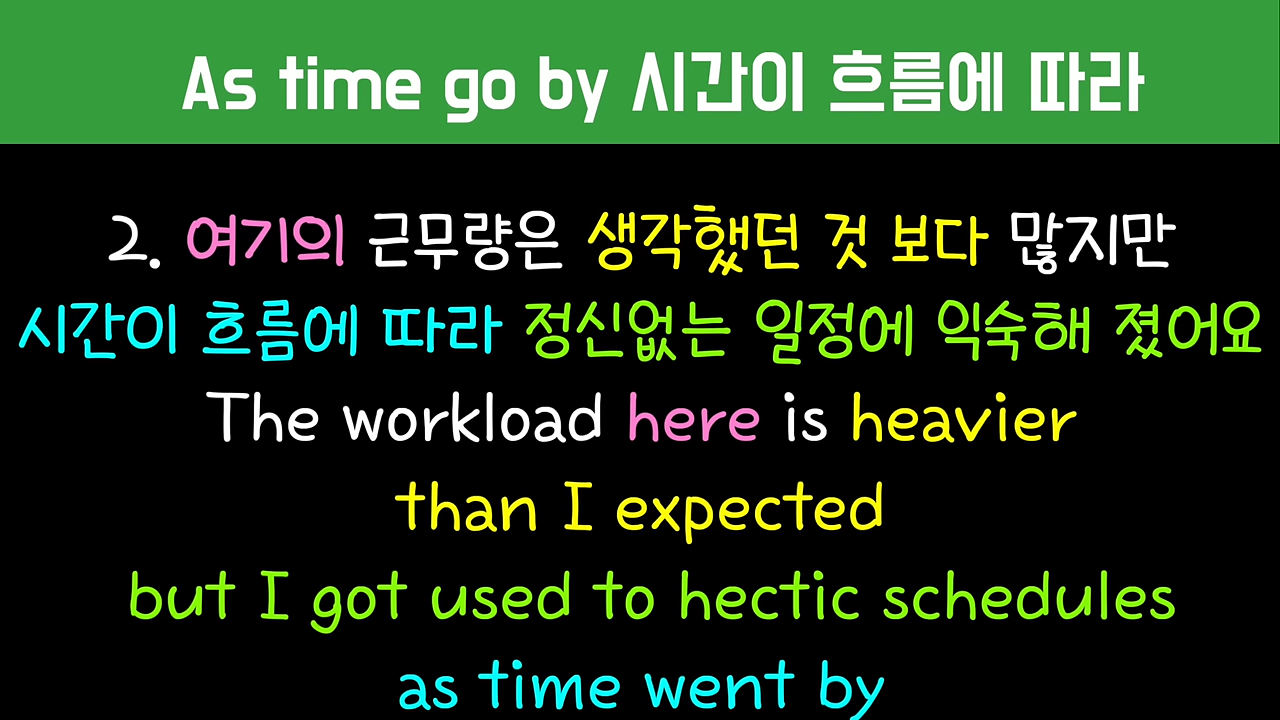 As time go by 시간이 흐름에 따라
2. 여기의 근무량은 생각했던 것 보다 많지만
시간이 흐름에 따라 정신없는 일정에 익숙해 졌어요
The workload here is heavier
than I expected
but I got used to hectic schedules
as time went by